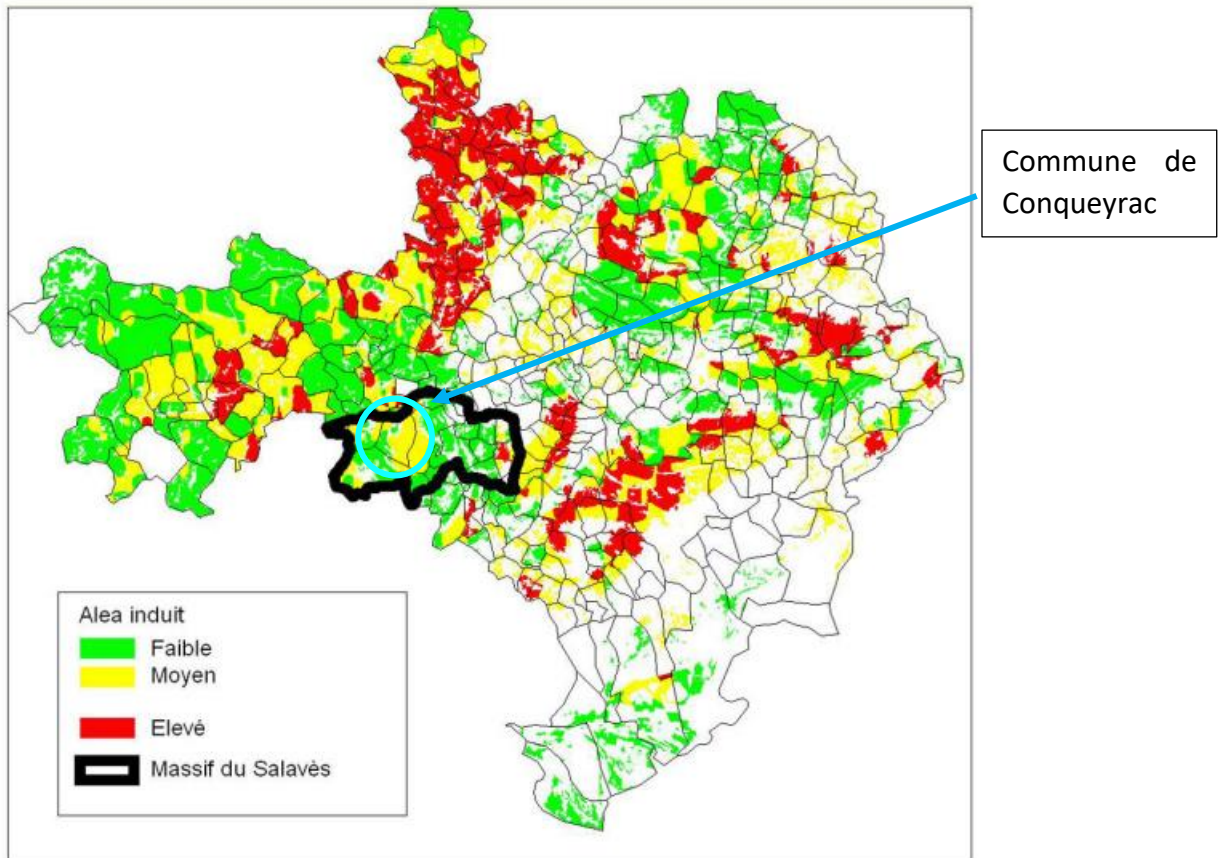 Commune de
Conqueyrac
Alea induit
Faible
Moyen
Elevé
Massif du Salavès